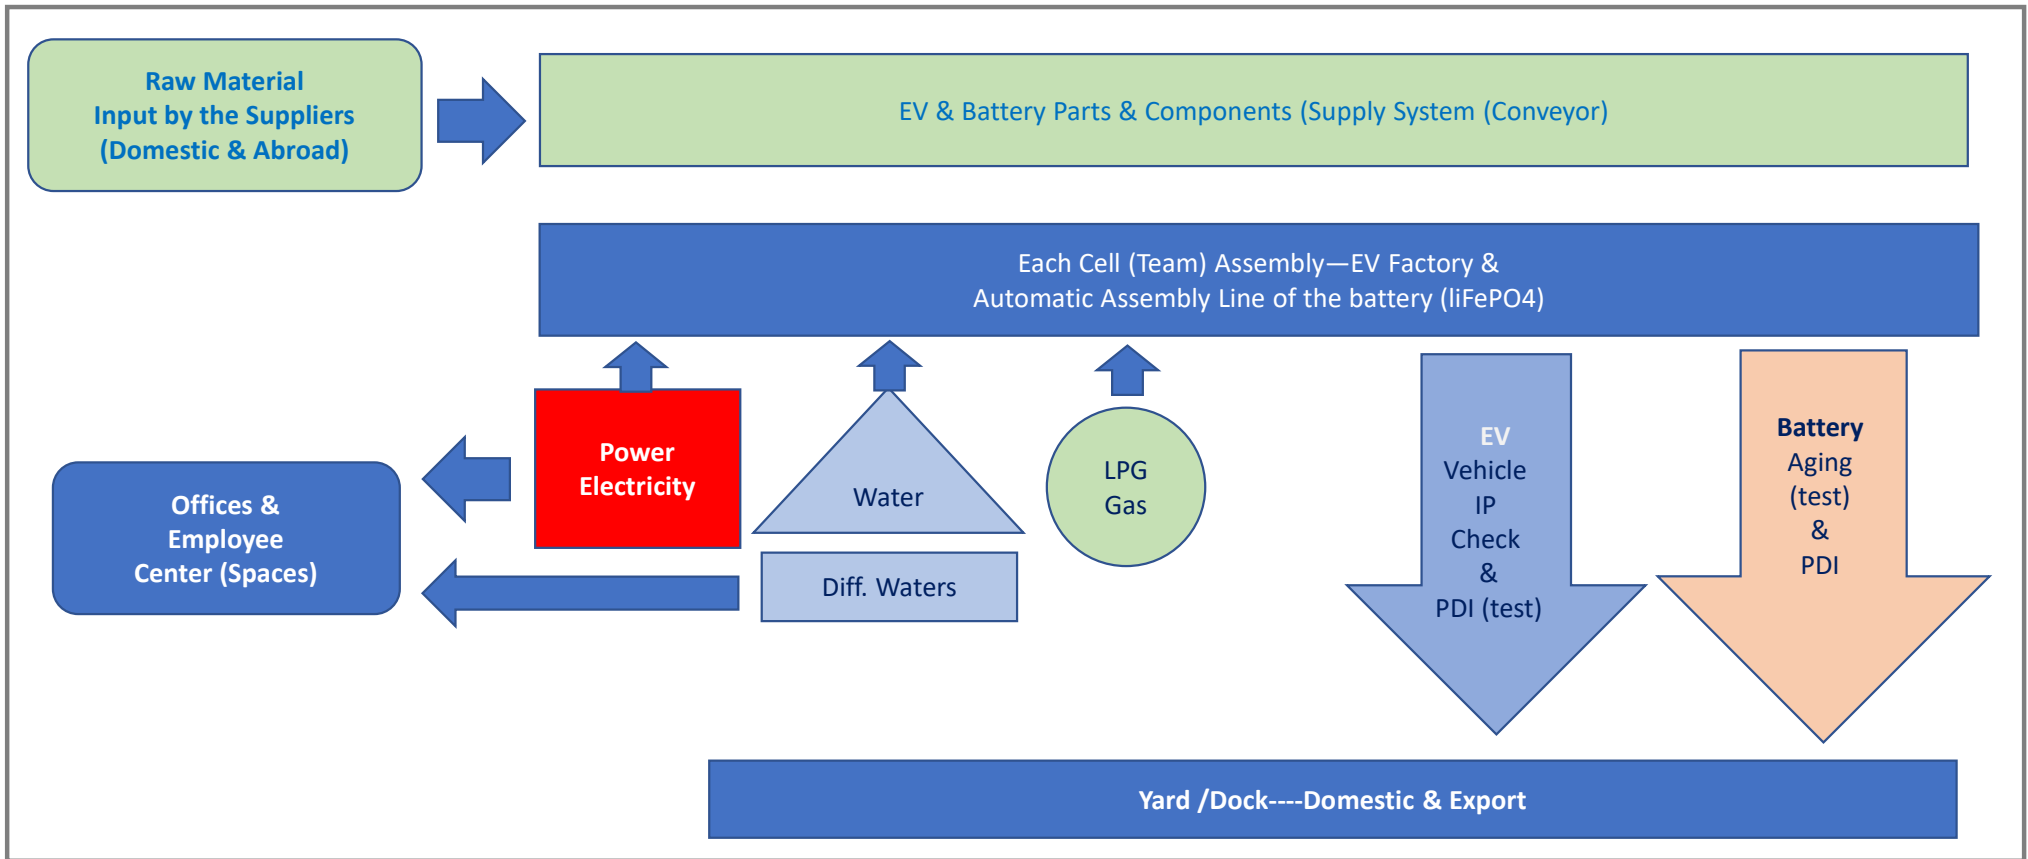 Raw Material
Input by the Suppliers
(Domestic & Abroad)
EV & Battery Parts & Components (Supply System (Conveyor)
Each Cell (Team) Assembly—EV Factory &
Automatic Assembly Line of the battery (liFePO4)
Power
Electricity
Water
LPG
Gas
EV
Vehicle
IP
Check
&
PDI (test)
Battery
Aging
(test)
&
PDI
Offices &
Employee
Center (Spaces)
Diff. Waters
Yard /Dock----Domestic & Export